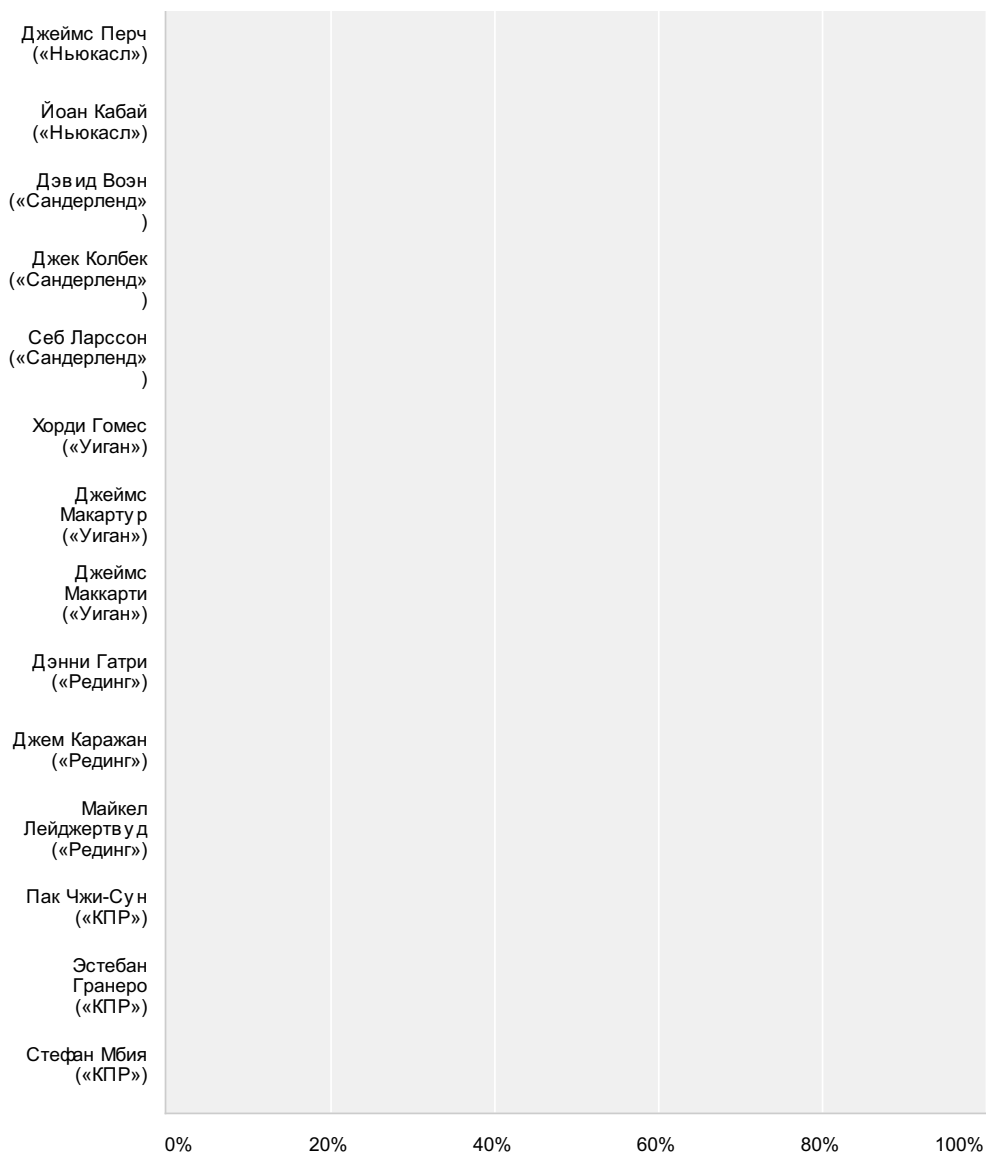 Джеймс Перч
(«Ньюкасл»)
Йоан Кабай
(«Ньюкасл»)
Дэвид Воэн
(«Сандерленд»
)
Джек Колбек
(«Сандерленд»
)
Себ Ларссон
(«Сандерленд»
)
Хорди Гомес
(«Уиган»)
Джеймс
Макартур
(«Уиган»)
Джеймс
Маккарти
(«Уиган»)
Дэнни Гатри
(«Рединг»)
Джем Каражан
(«Рединг»)
Майкел
Лейджертвуд
(«Рединг»)
Пак Чжи-Сун
(«КПР»)
Эстебан
Гранеро
(«КПР»)
Стефан Мбия
(«КПР»)
0% 20% 40% 60% 80% 100%